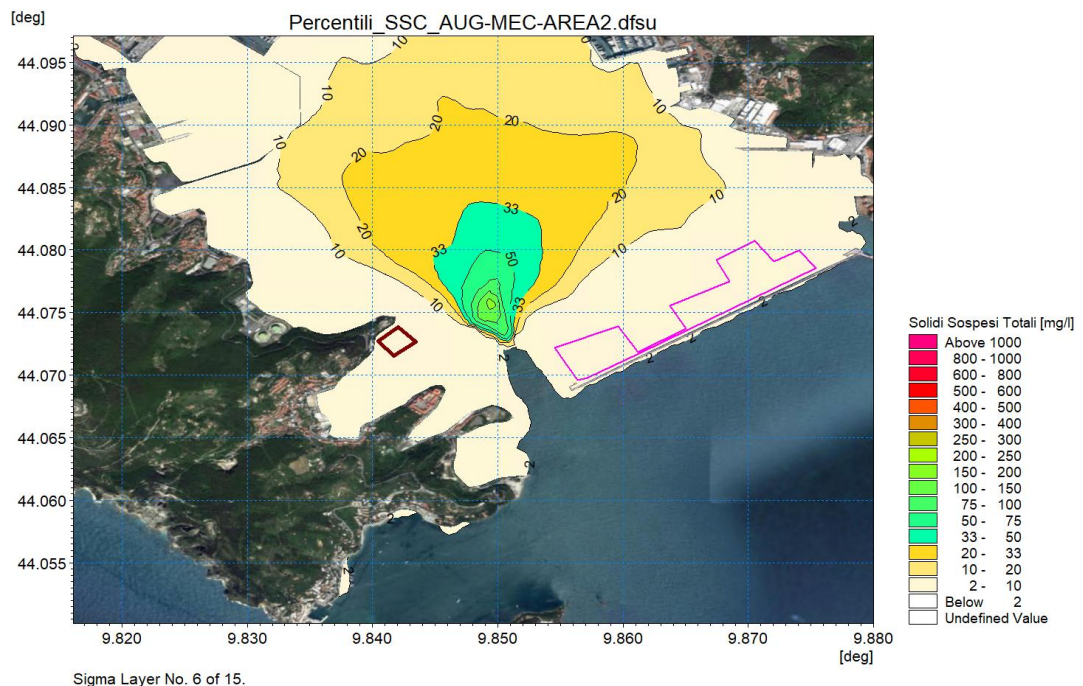 Percentili_SSC_AUG-MEC-AREA2.dfsu
[deg]
44.095
44.090
44.085
44.080
44.075
44.070
44.065
44.060
44.055
9.820
9.830
9.840
9.850
9.860
9.870
9.880
[deg]
10
10
10
10
10
10
10
10
20
20
20
20
20
33
33
33
50
2
2
2
2
2
2
2
2
Solidi Sospesi Totali [mg/l]
Above 1000
800 - 1000
600 - 800
500 - 600
400 - 500
300 - 400
250 - 300
200 - 250
150 - 200
100 - 150
75 - 100
50 - 75
33 - 50
20 - 33
10 - 20
2 - 10
Below 2
Undefined Value
Sigma Layer No. 6 of 15.